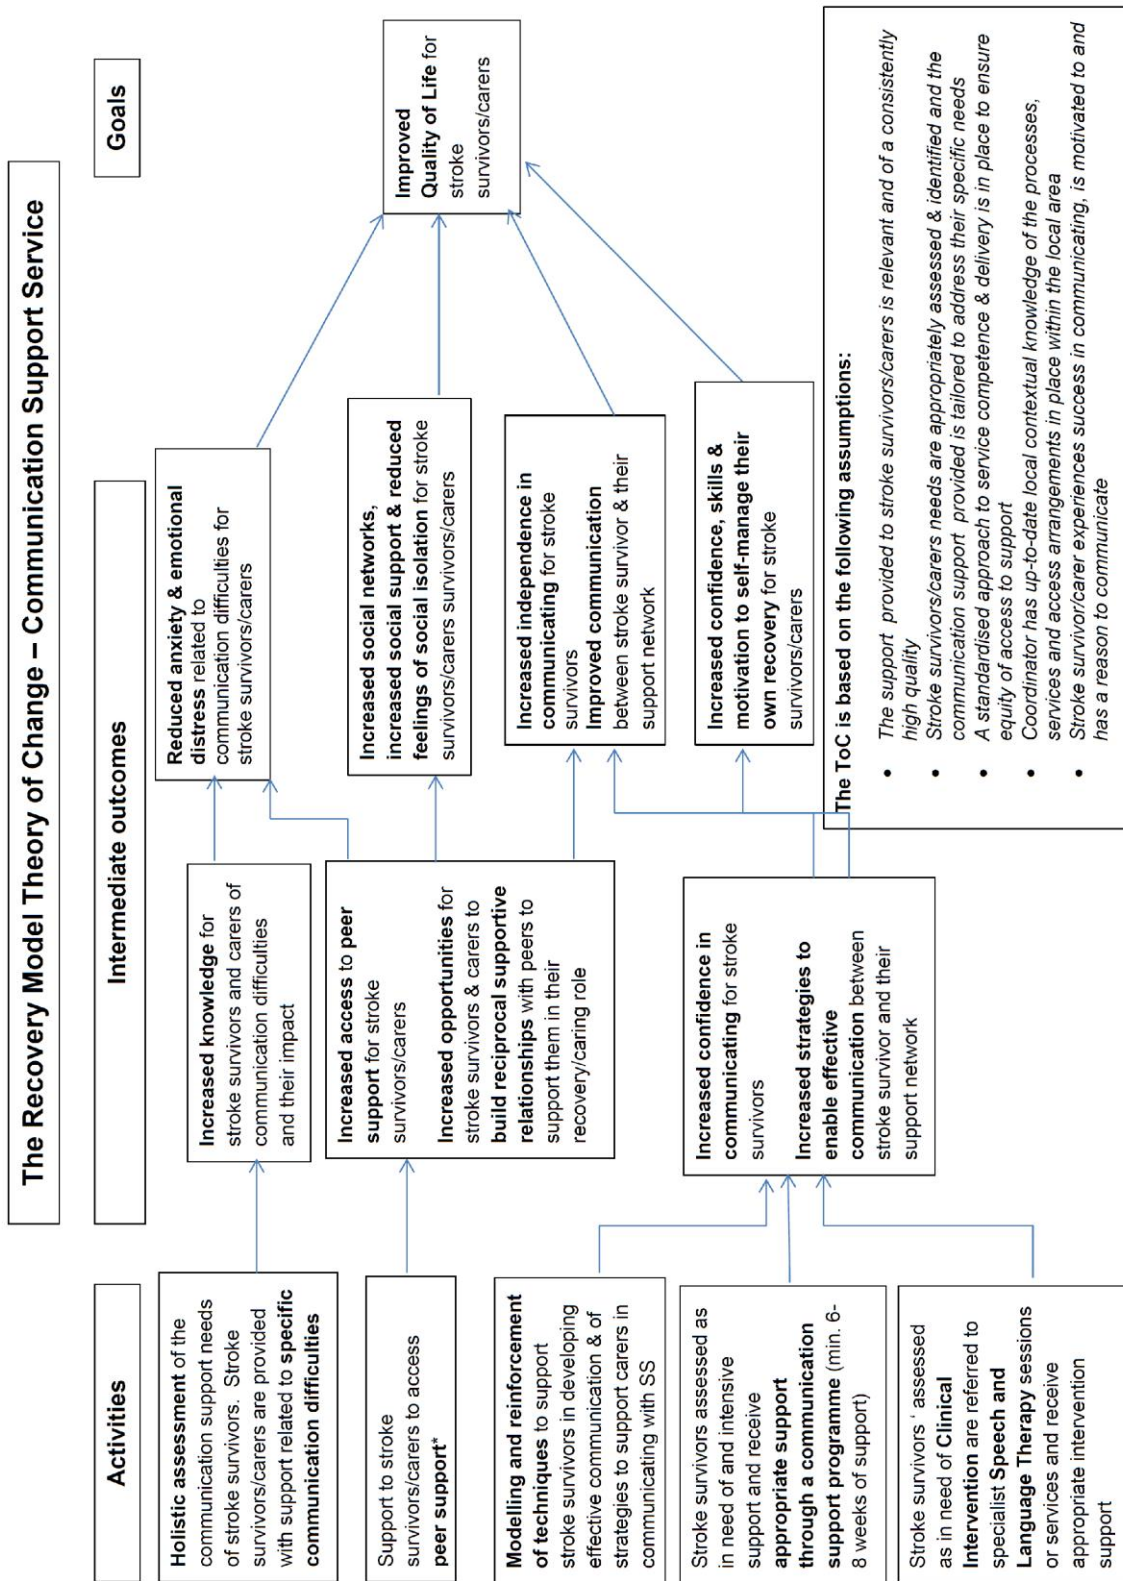 The Recovery Model Theory of Change – Communication Support Service
Activities
Intermediate outcomes
Goals
Holistic assessment of the
communication support needs
of stroke survivors. Stroke
survivors/carers are provided
with support related to specific
communication difficulties
Support to stroke
survivors/carers to access
peer support*
Modelling and reinforcement
of techniques to support
stroke survivors in developing
effective communication & of
strategies to support carers in
communicating with SS
Stroke survivors assessed as
in need of and intensive
support and receive
appropriate support
through a communication
support programme (min. 6-
8 weeks of support)
Stroke survivors ‘ assessed
as in need of Clinical
Intervention are referred to
specialist Speech and
Language Therapy sessions
or services and receive
appropriate intervention
support
Increased knowledge for
stroke survivors and carers of
communication difficulties
and their impact
Increased access to peer
support for stroke
survivors/carers
Increased opportunities for
stroke survivors & carers to
build reciprocal supportive
relationships with peers to
support them in their
recovery/caring role
Increased confidence in
communicating for stroke
survivors
Increased strategies to
enable effective
communication between
stroke survivor and their
support network
Reduced anxiety & emotional
distress related to
communication difficulties for
stroke survivors/carers
Increased social networks,
increased social support & reduced
feelings of social isolation for stroke
survivors/carers survivors/carers
Increased independence in
communicating for stroke
survivors
Improved communication
between stroke survivor & their
support network
Increased confidence, skills &
motivation to self-manage their
own recovery for stroke
survivors/carers
Improved
Quality of Life for
stroke
survivors/carers
The ToC is based on the following assumptions:
• The support provided to stroke survivors/carers is relevant and of a consistently
high quality
• Stroke survivors/carers needs are appropriately assessed & identified and the
communication support provided is tailored to address their specific needs
• A standardised approach to service competence & delivery is in place to ensure
equity of access to support
• Coordinator has up-to-date local contextual knowledge of the processes,
services and access arrangements in place within the local area
• Stroke survivor/carer experiences success in communicating, is motivated to and
has a reason to communicate